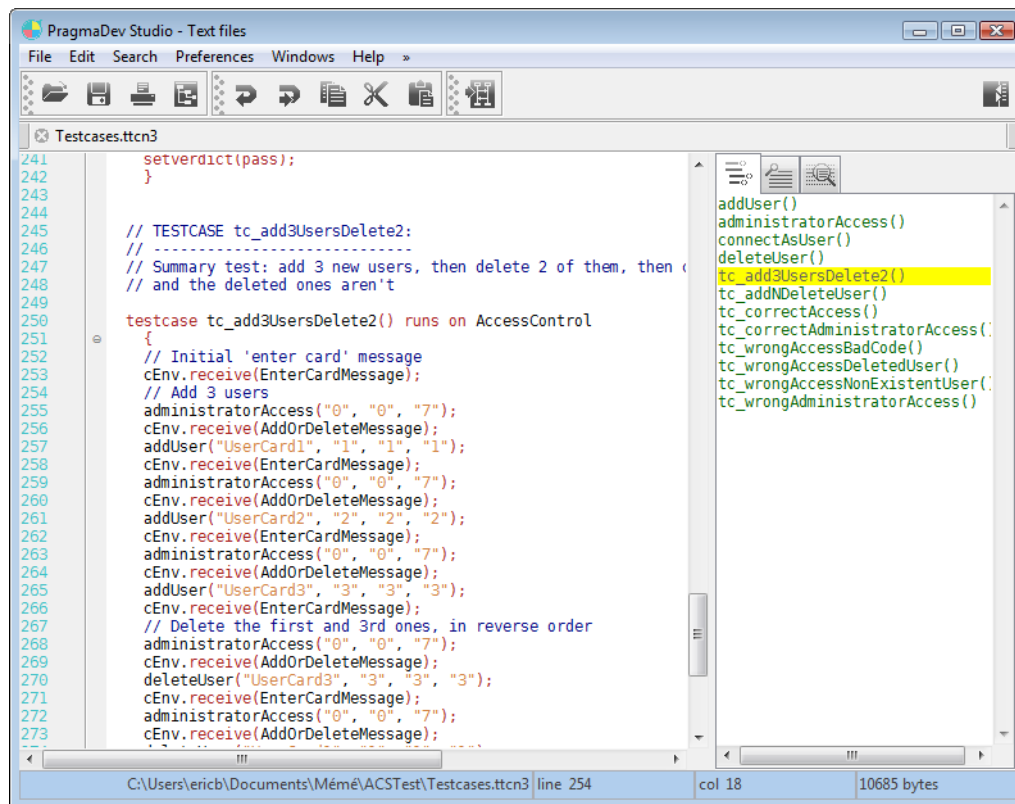 PragmaDev Studio - Text files
File Edit Search Preferences Windows Help »
Testcases.ttcn3
241 setverdict(pass);
242 }
243
244
245 // TESTCASE tc_add3UsersDelete2:
246 // ------------------------------
247 // Summary test: add 3 new users, then delete 2 of them, then
248 // and the deleted ones aren't
249
250 testcase tc_add3UsersDelete2() runs on AccessControl
251 {
252 // Initial 'enter card' message
253 cEnv.receive(EnterCardMessage);
254 // Add 3 users
255 administratorAccess("0", "0", "7");
256 cEnv.receive(AddOrDeleteMessage);
257 addUser("UserCard1", "1", "1", "1");
258 cEnv.receive(EnterCardMessage);
259 administratorAccess("0", "0", "7");
260 cEnv.receive(AddOrDeleteMessage);
261 addUser("UserCard2", "2", "2", "2");
262 cEnv.receive(EnterCardMessage);
263 administratorAccess("0", "0", "7");
264 cEnv.receive(AddOrDeleteMessage);
265 addUser("UserCard3", "3", "3", "3");
266 cEnv.receive(EnterCardMessage);
267 // Delete the first and 3rd ones, in reverse order
268 administratorAccess("0", "0", "7");
269 cEnv.receive(AddOrDeleteMessage);
270 deleteUser("UserCard3", "3", "3", "3");
271 cEnv.receive(EnterCardMessage);
272 administratorAccess("0", "0", "7");
273 cEnv.receive(AddOrDeleteMessage);
addUser()
administratorAccess()
connectAsUser()
deleteUser()
tc_add3UsersDelete2()
tc_addNDeleteUser()
tc_correctAccess()
tc_correctAdministratorAccess(
tc_wrongAccessBadCode()
tc_wrongAccessDeletedUser()
tc_wrongAccessNonExistentUser(
tc_wrongAdministratorAccess()
C:\Users\ericb\Documents\Mémé\ACSTest\Testcases.ttcn3 line 254 col 18 10685 bytes